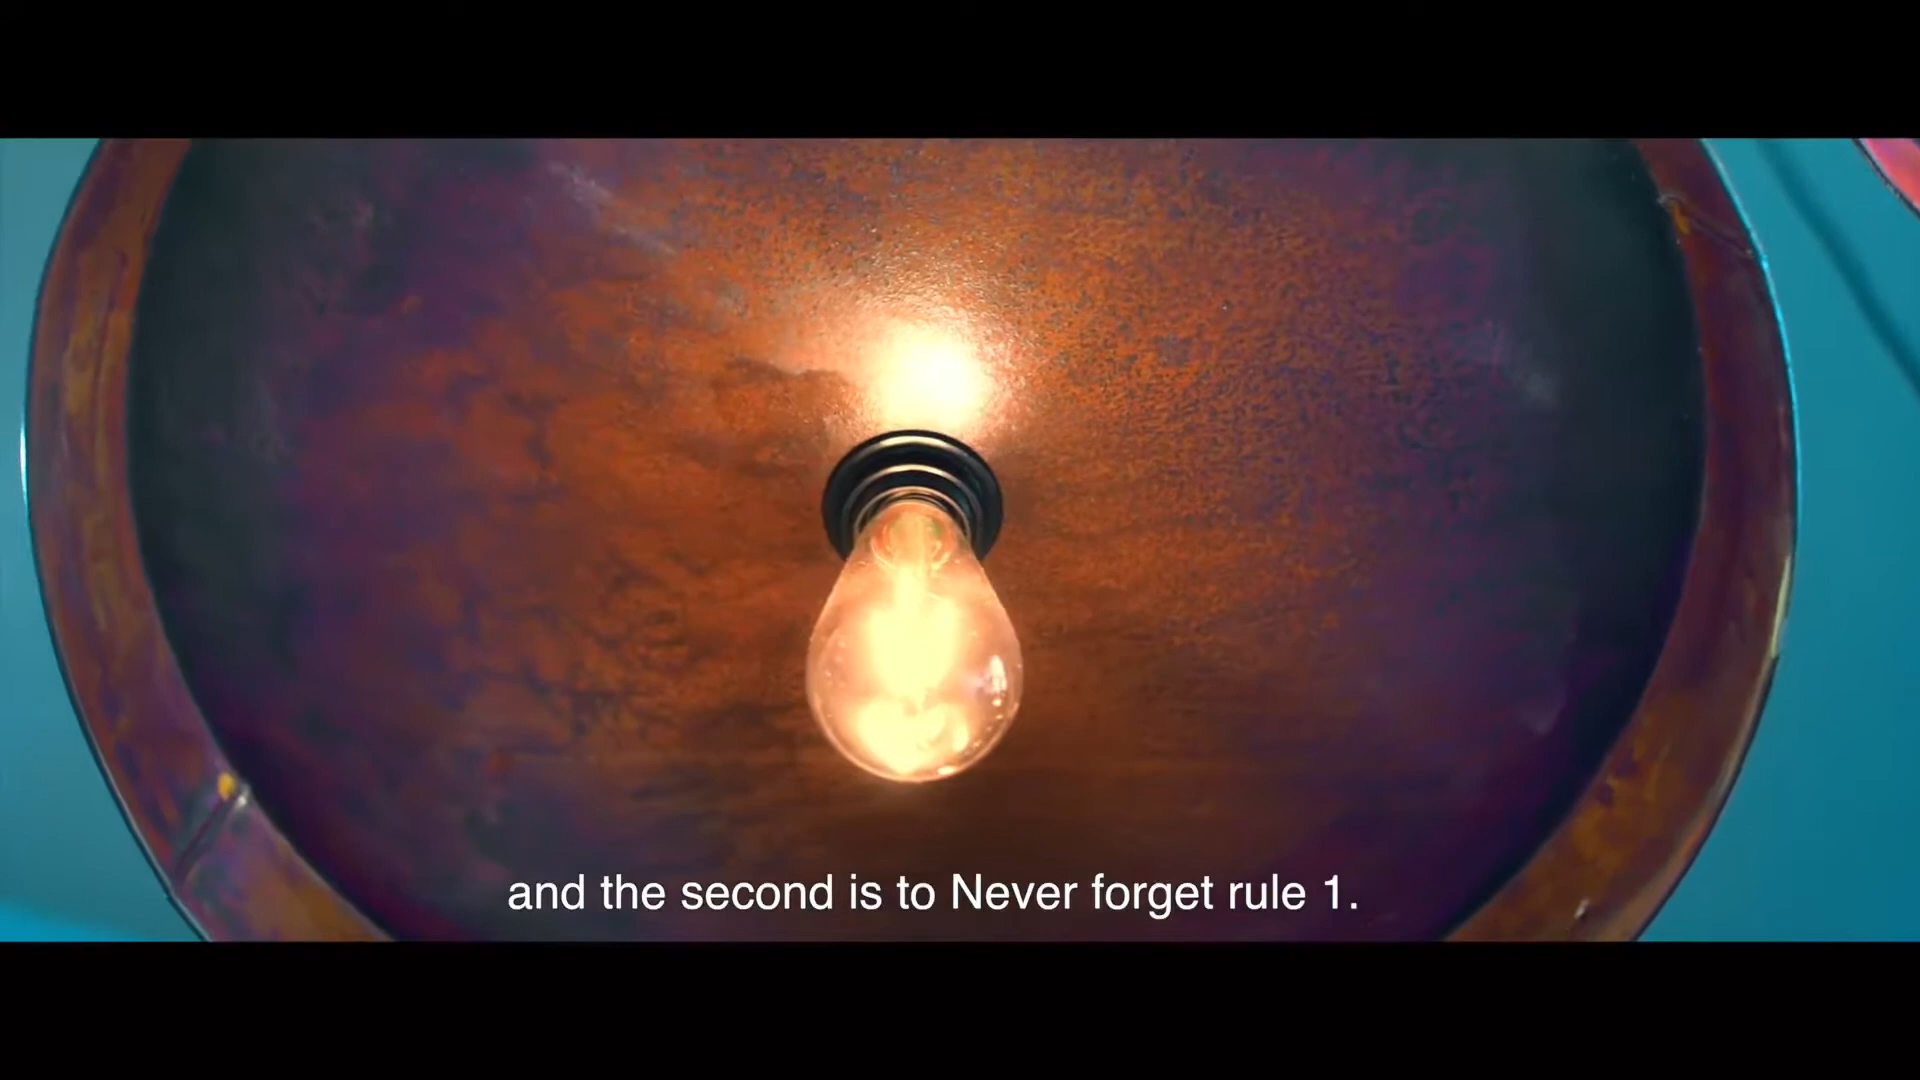 and the second is to Never forget rule 1.